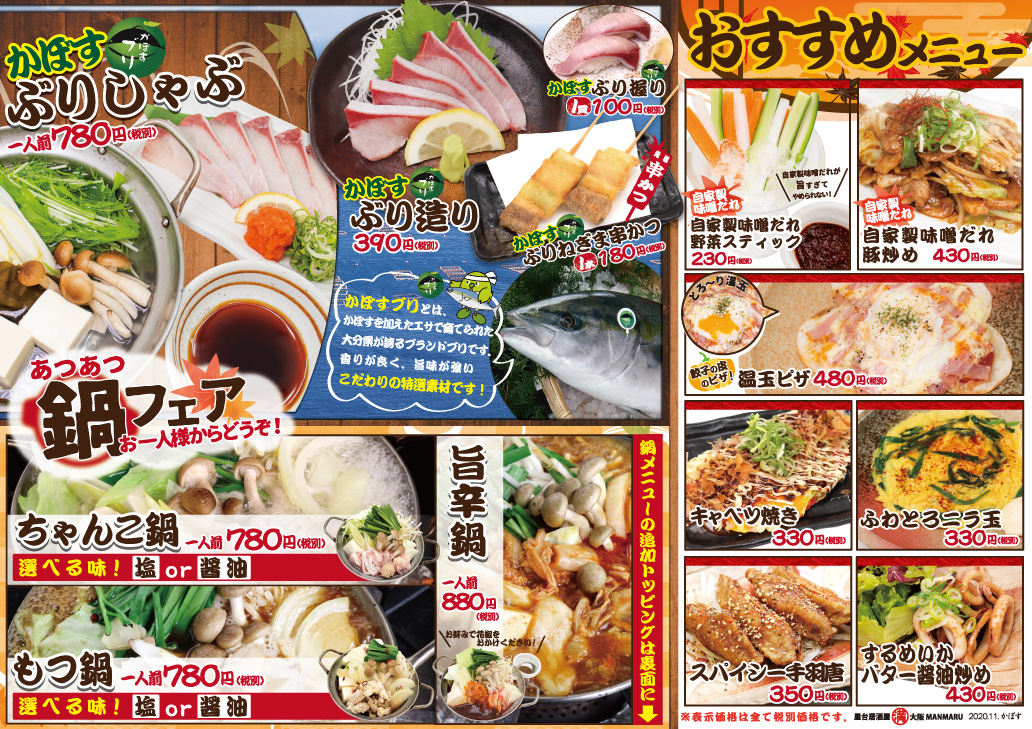 かぼす
かぼす
ブリ
ぶりしゃぶ
一人前780円(税別)
かぼすぶり握り
100円(税別)
かぼす
ぶり造り
390円(税別)
串かつ
かぼす
ぶりねぎま串かつ
180円(税別)
かぼすブリとは、
かぼすを加えたエサで育てられた
大分県が誇るブランドブリです。
香りが良く、旨味が強い
こだわりの特選素材です！
あつあつ
鍋フェア
お一人様からどうぞ！
ちゃんこ鍋 一人前780円(税別)
選べる味！ 塩or醤油
もつ鍋 一人前780円(税別)
選べる味！ 塩or醤油
旨辛鍋
一人前
880円
(税別)
お好みで花椒を
おかけください！
鍋メニューの追加トッピングは裏面に
おすすめメニュー
自家製味噌だれが
旨すぎて
やめられない！
自家製
味噌だれ
自家製味噌だれ
野菜スティック
230円(税別)
自家製
味噌だれ
自家製味噌だれ
豚炒め 430円(税別)
とろ〜り温玉
餃子の皮
のピザ！
温玉ピザ 480円(税別)
キャベツ焼き
330円(税別)
ふわとろニラ玉
330円(税別)
スパイシー手羽唐
350円(税別)
するめいか
バター醤油炒め
430円(税別)
※表示価格は全て税別価格です。
屋台居酒屋 満 大阪 MANMARU 2020.11.かぼす